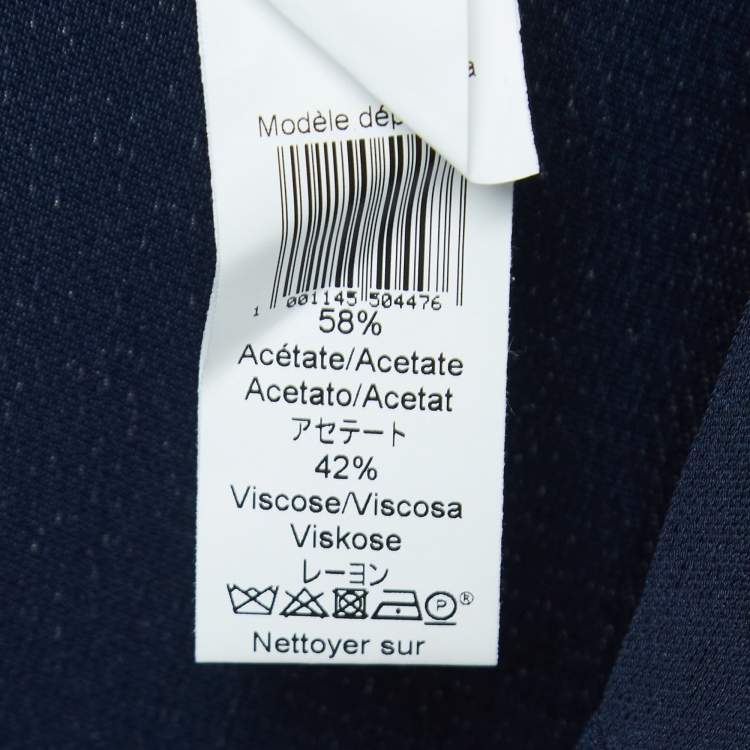 a
Modèle dép
1 001145 504476
58%
Acétate/Acetate
Acetato/Acetat
アセテート
42%
Viscose/Viscosa
Viskose
レーヨン
P®
Nettoyer sur